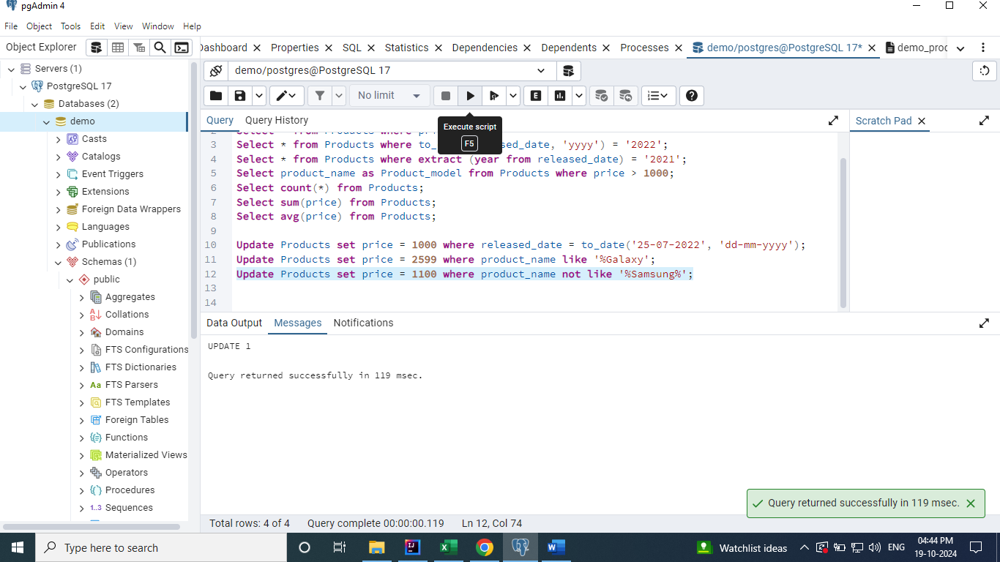 pgAdmin 4
File Object Tools Edit View Window Help
Object Explorer
Dashboard Properties SQL Statistics Dependencies Dependents Processes demo/postgres@PostgreSQL 17* demo_prod
Servers (1)
PostgreSQL 17
Databases (2)
demo
Casts
Catalogs
Event Triggers
Extensions
Foreign Data Wrappers
Languages
Publications
Schemas (1)
public
Aggregates
Collations
Domains
FTS Configurations
FTS Dictionaries
FTS Parsers
FTS Templates
Foreign Tables
Functions
Materialized Views
Operators
Procedures
Sequences
demo/postgres@PostgreSQL 17
No limit
Execute script
F5
Query Query History
Scratch Pad
3 Select * from Products where to_ sed_date, 'yyyy') = '2022';
4 Select * from Products where extract (year from released_date) = '2021';
5 Select product_name as Product_model from Products where price > 1000;
6 Select count(*) from Products;
7 Select sum(price) from Products;
8 Select avg(price) from Products;
9
10 Update Products set price = 1000 where released_date = to_date('25-07-2022', 'dd-mm-yyyy');
11 Update Products set price = 2599 where product_name like '%Galaxy';
12 Update Products set price = 1100 where product_name not like '%Samsung%';
13
14
Data Output Messages Notifications
UPDATE 1
Query returned successfully in 119 msec.
Query returned successfully in 119 msec.
Total rows: 4 of 4 Query complete 00:00:00.119 Ln 12, Col 74
Type here to search
Watchlist ideas
ENG
04:44 PM
19-10-2024